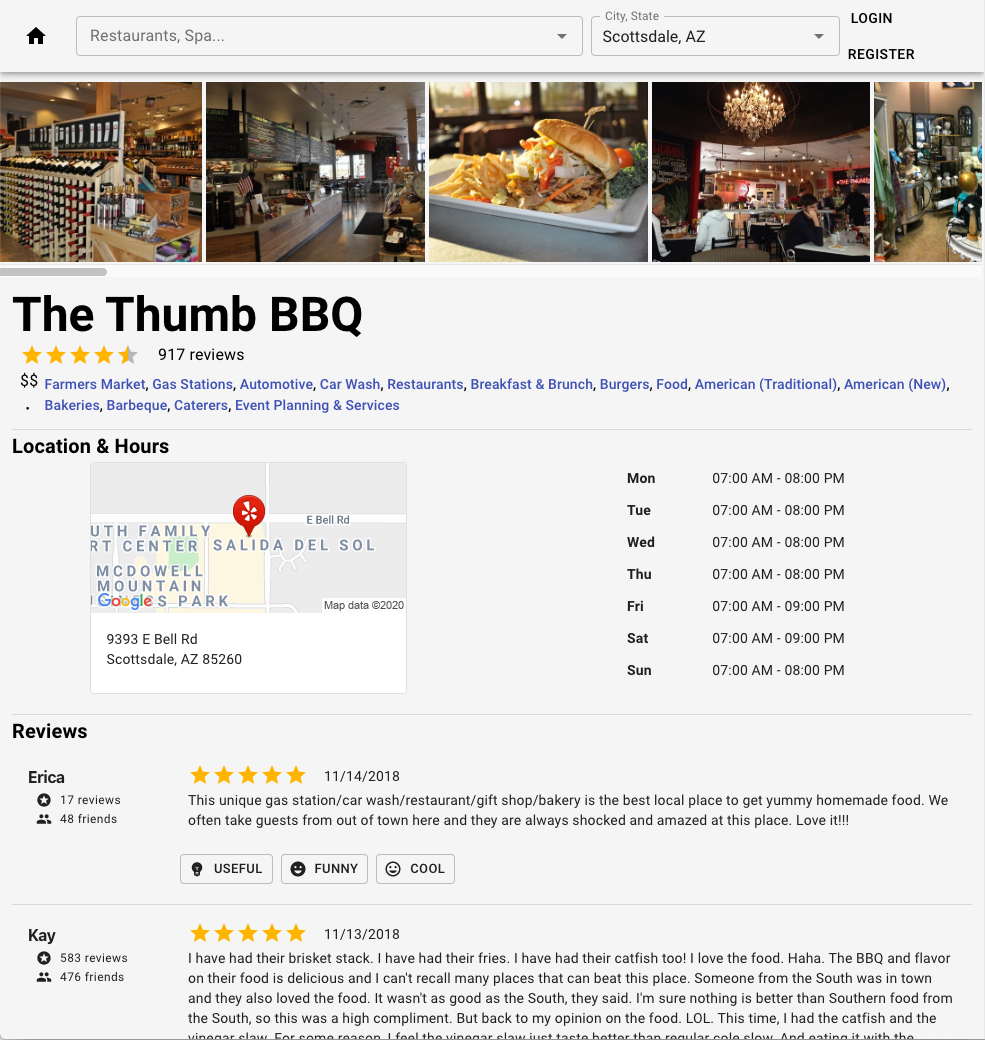 Restaurants, Spa...
City, State
Scottsdale, AZ
LOGIN
REGISTER
The Thumb BBQ
917 reviews
$$ Farmers Market, Gas Stations, Automotive, Car Wash, Restaurants, Breakfast & Brunch, Burgers, Food, American (Traditional), American (New),
. Bakeries, Barbeque, Caterers, Event Planning & Services
Location & Hours
E Bell Rd
UTH FAMILY
RT CENTER
SALIDA DEL SOL
MCDOWELL
MOUNTAIN
SS PARK
Google
Map data ©2020
9393 E Bell Rd
Scottsdale, AZ 85260
Mon 07:00 AM - 08:00 PM
Tue 07:00 AM - 08:00 PM
Wed 07:00 AM - 08:00 PM
Thu 07:00 AM - 08:00 PM
Fri 07:00 AM - 09:00 PM
Sat 07:00 AM - 09:00 PM
Sun 07:00 AM - 08:00 PM
Reviews
Erica
11/14/2018
17 reviews
48 friends
This unique gas station/car wash/restaurant/gift shop/bakery is the best local place to get yummy homemade food. We
often take guests from out of town here and they are always shocked and amazed at this place. Love it!!!
USEFUL
FUNNY
COOL
Kay
11/13/2018
583 reviews
476 friends
I have had their brisket stack. I have had their fries. I have had their catfish too! I love the food. Haha. The BBQ and flavor
on their food is delicious and I can't recall many places that can beat this place. Someone from the South was in town
and they also loved the food. It wasn't as good as the South, they said. I'm sure nothing is better than Southern food from
the South, so this was a high compliment. But back to my opinion on the food. LOL. This time, I had the catfish and the
vinegar slaw. For some reason, I feel the vinegar slaw just taste better than regular cole slow. And eating it with the